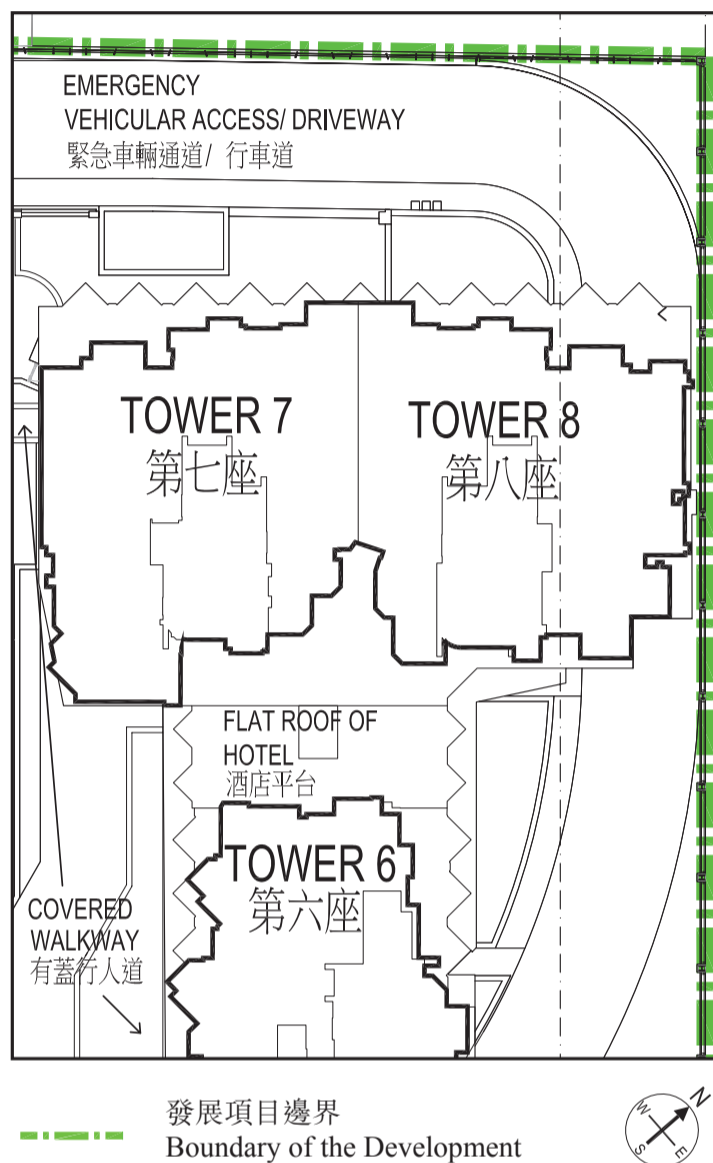 EMERGENCY
VEHICULAR ACCESS/ DRIVEWAY
緊急車輛通道/ 行車道
TOWER 7
第七座
TOWER 8
第八座
FLAT ROOF OF
HOTEL
酒店平台
TOWER 6
第六座
COVERED
WALKWAY
有蓋行人道
發展項目邊界
Boundary of the Development
N
W
E
S